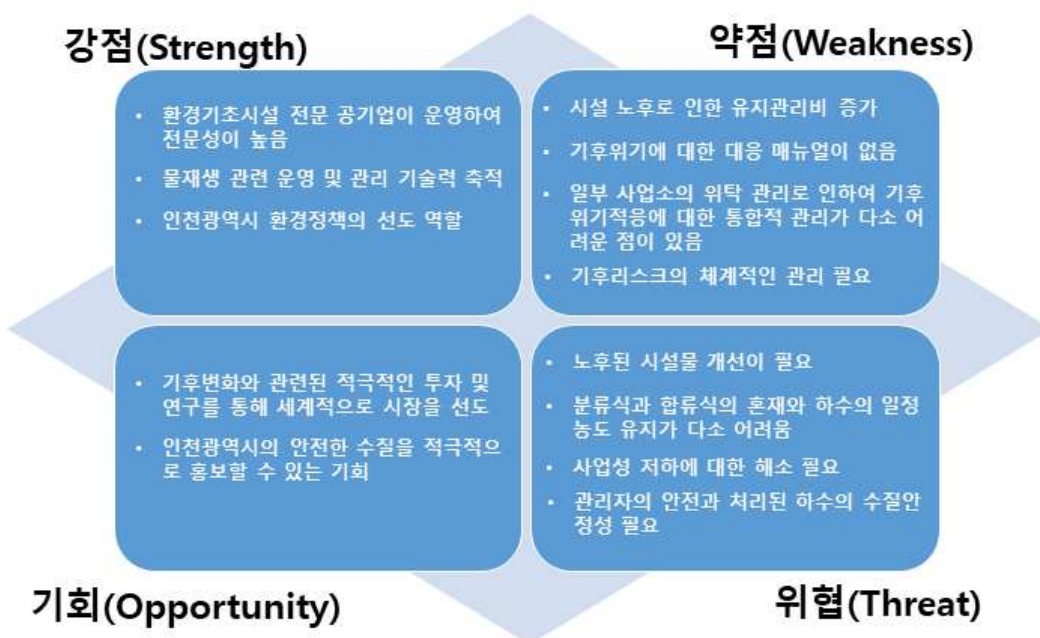 강점(Strength)
약점(Weakness)
• 환경기초시설 전문 공기업이 운영하여
전문성이 높음
• 물재생 관련 운영 및 관리 기술력 축적
• 인천광역시 환경정책의 선도 역할
• 시설 노후로 인한 유지관리비 증가
• 기후위기에 대한 대응 매뉴얼이 없음
• 일부 사업소의 위탁 관리로 인하여 기후
위기적응에 대한 통합적 관리가 다소 어
려운 점이 있음
• 기후리스크의 체계적인 관리 필요
• 기후변화와 관련된 적극적인 투자 및
연구를 통해 세계적으로 시장을 선도
• 인천광역시의 안전한 수질을 적극적으
로 홍보할 수 있는 기회
• 노후된 시설물 개선이 필요
• 분류식과 합류식의 혼재와 하수의 일정
농도 유지가 다소 어려움
• 사업성 저하에 대한 해소 필요
• 관리자의 안전과 처리된 하수의 수질안
정성 필요
기회(Opportunity)
위협(Threat)